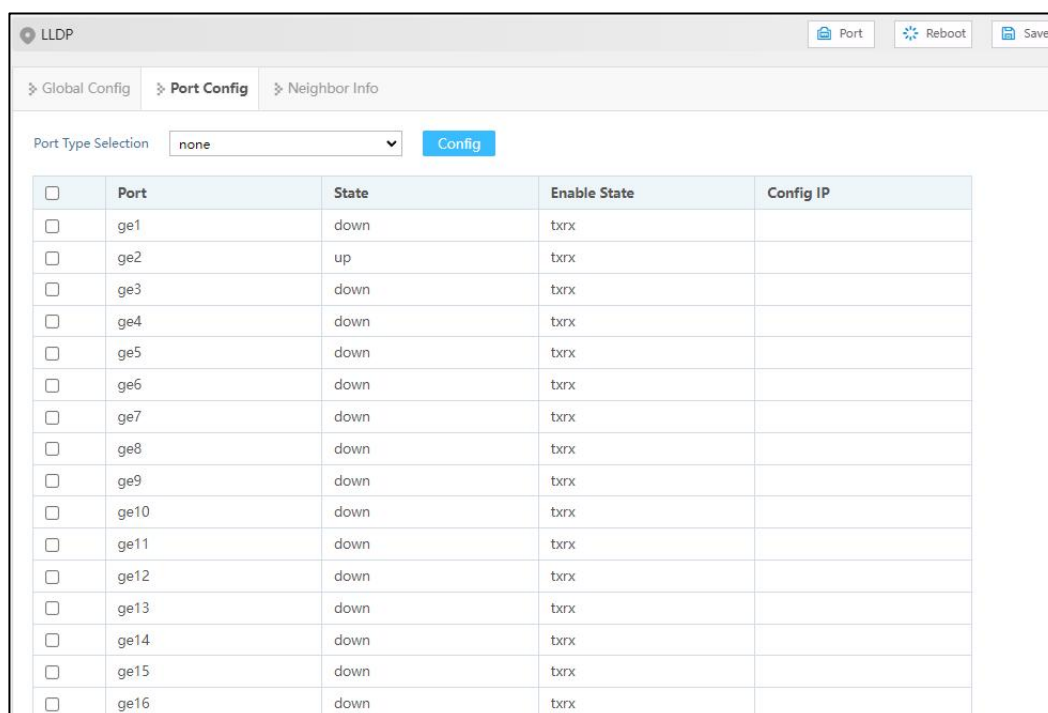 LLDP Port Reboot Save
Global Config Port Config Neighbor Info
Port Type Selection none Config
Port State Enable State Config IP
ge1 down txrx
ge2 up txrx
ge3 down txrx
ge4 down txrx
ge5 down txrx
ge6 down txrx
ge7 down txrx
ge8 down txrx
ge9 down txrx
ge10 down txrx
ge11 down txrx
ge12 down txrx
ge13 down txrx
ge14 down txrx
ge15 down txrx
ge16 down txrx